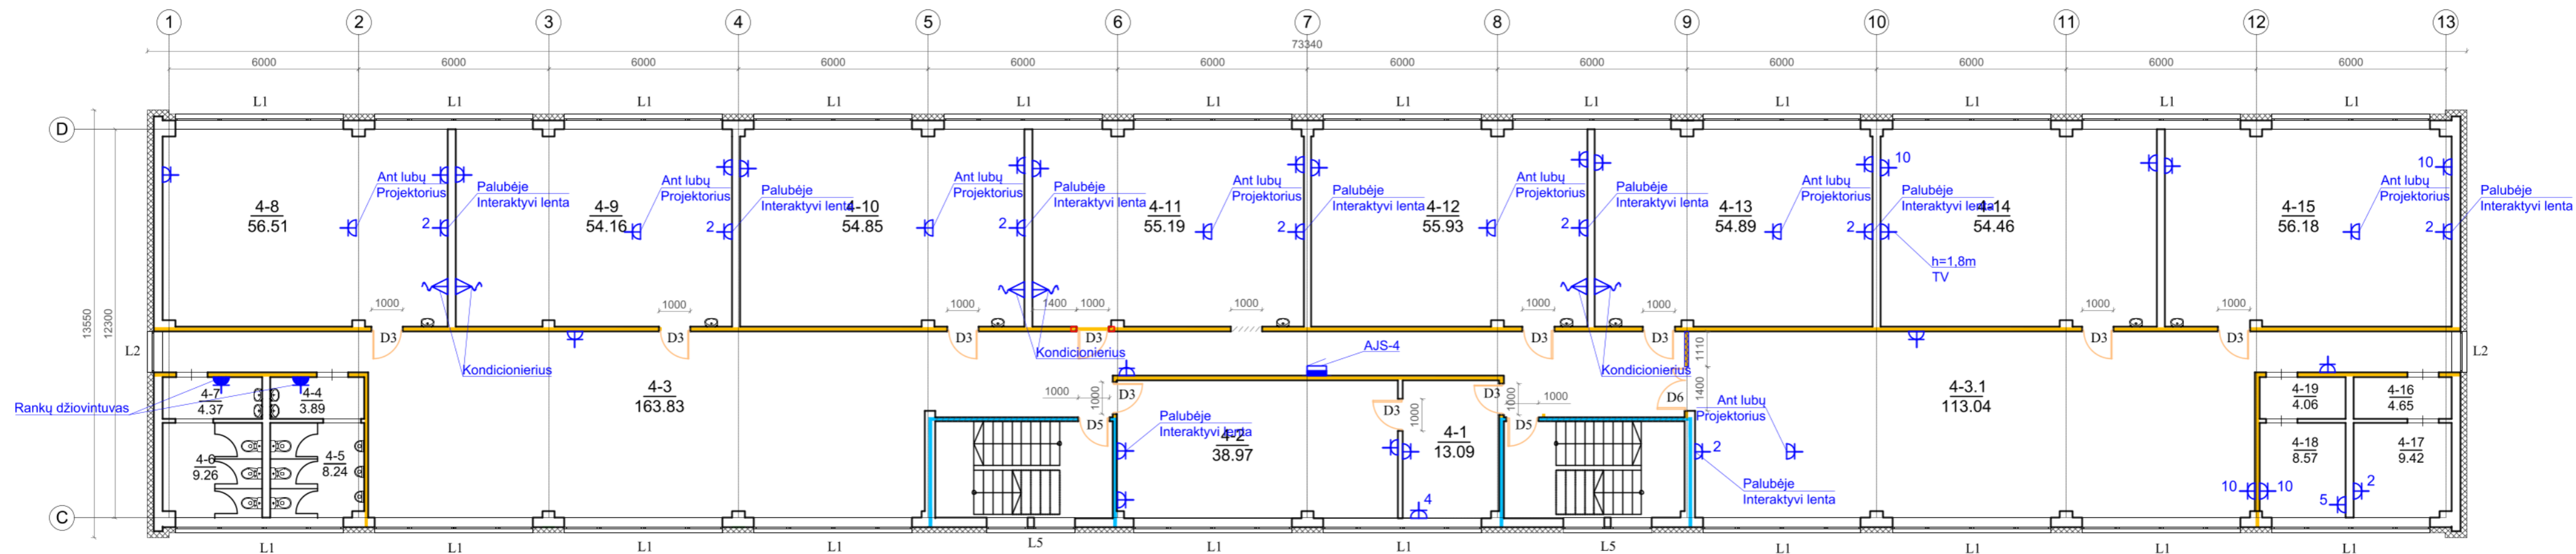 1 2 3 4 5 6 7 8 9 10 11 12 13
73340
6000 6000 6000 6000 6000 6000 6000 6000 6000 6000 6000 6000
L1 L1 L1 L1 L1 L1 L1 L1 L1 L1 L1 L1
D
13550
12300
4-8
56.51
Ant lubų
Projektorius
2
Palubėje
Interaktyvi lenta
4-9
54.16
Ant lubų
Projektorius
2
Palubėje
Interaktyvi lenta
4-10
54.85
Ant lubų
Projektorius
2
Palubėje
Interaktyvi lenta
4-11
55.19
Ant lubų
Projektorius
2
Palubėje
Interaktyvi lenta
4-12
55.93
Ant lubų
Projektorius
2
Palubėje
Interaktyvi lenta
4-13
54.89
Ant lubų
Projektorius
2
10
Palubėje
Interaktyvi lenta
4-14
54.46
h=1,8m
TV
4-15
56.18
Ant lubų
Projektorius
10
2
Palubėje
Interaktyvi lenta
1000 1000 1000 1400 1000 1000 1000 1000 1000 1000
D3 D3 D3 D3 D3 D3 D3 D3
L2
L2
Kondicionierius
Kondicionierius
Kondicionierius
AJS-4
1110
1400
D6
Rankų džiovintuvas
4-7
4.37
4-4
3.89
4-6
9.26
4-5
8.24
4-3
163.83
1000
1000
D3
D5
Palubėje
Interaktyvi lenta
4-2
38.97
D3
1000
4-1
13.09
4
D3
1000
1000
D5
Ant lubų
Projektorius
2
Palubėje
Interaktyvi lenta
4-3.1
113.04
4-19
4.06
4-16
4.65
4-18
8.57
4-17
9.42
10
10
5
2
C
L1 L1 L1 L1 L5 L1 L1 L5 L1 L1 L1 L1